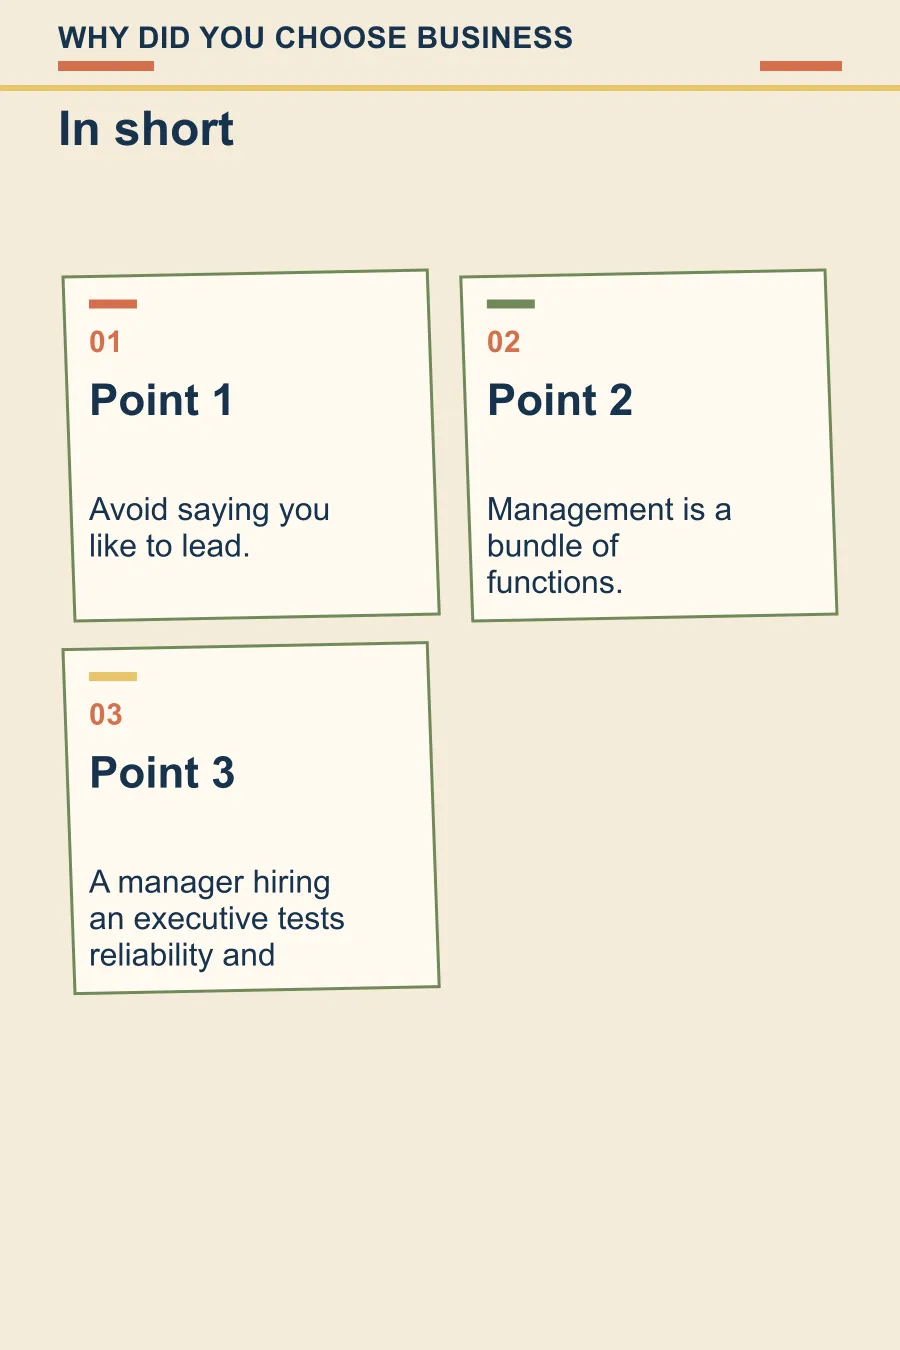 WHY DID YOU CHOOSE BUSINESS
In short
01
Point 1
Avoid saying you
like to lead.
02
Point 2
Management is a
bundle of
functions.
03
Point 3
A manager hiring
an executive tests
reliability and